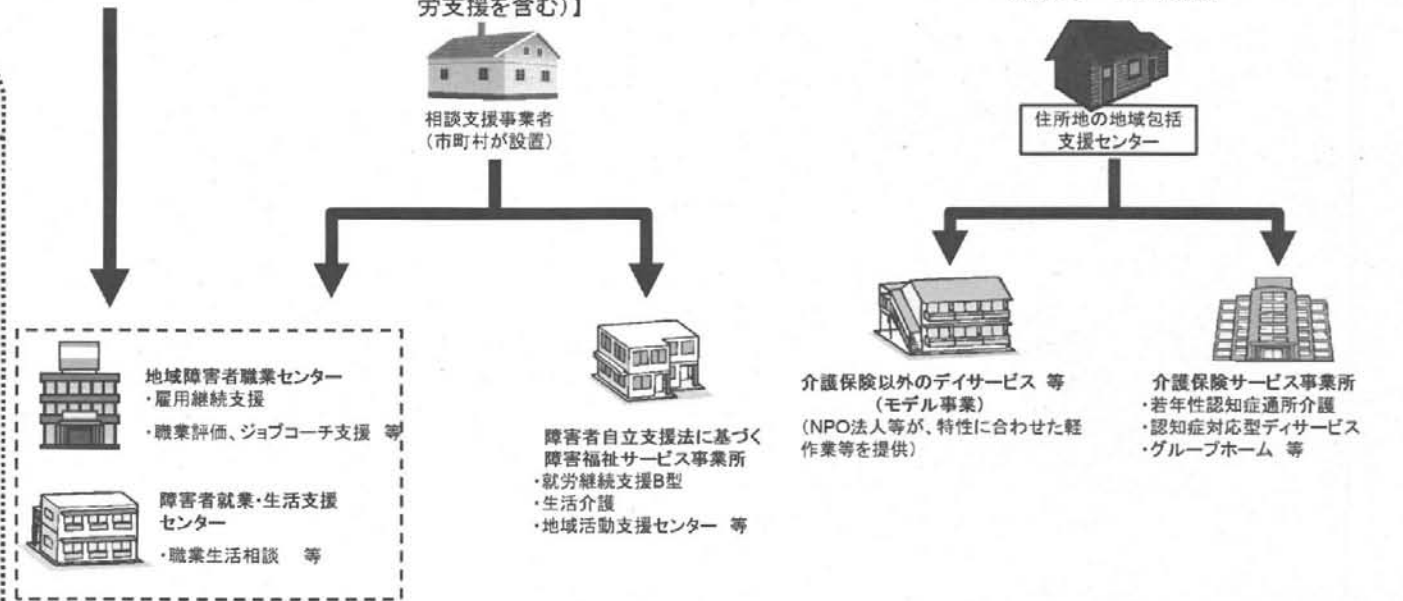 労支援を含む)】
相談支援事業者
(市町村が設置)
住所地の地域包括
支援センター
地域障害者職業センター
・雇用継続支援
・職業評価、ジョブコーチ支援 等
障害者就業・生活支援
センター
・職業生活相談 等
障害者自立支援法に基づく
障害福祉サービス事業所
・就労継続支援B型
・生活介護
・地域活動支援センター 等
介護保険以外のデイサービス 等
(モデル事業)
(NPO法人等が、特性に合わせた軽
作業等を提供)
介護保険サービス事業所
・若年性認知症通所介護
・認知症対応型ディサービス
・グループホーム 等